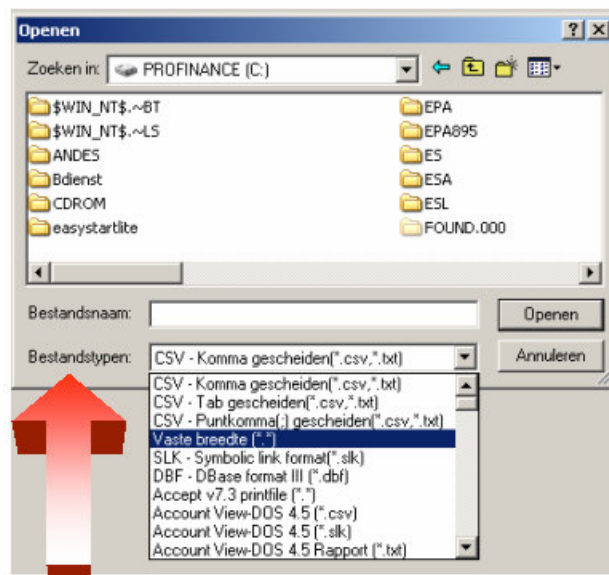 Openen
Zoeken in: PROFINANCE (C:)
$WIN_NT$.~BT
$WIN_NT$.~LS
ANDES
Bdienst
CDROM
easystartlite
EPA
EPA895
ES
ESA
ESL
FOUND.000
Bestandsnaam:
Openen
Bestandstypen: CSV - Komma gescheiden(*.csv,*.txt)
Annuleren
CSV - Komma gescheiden(*.csv,*.txt)
CSV - Tab gescheiden(*.csv,*.txt)
CSV - Puntkomma(;) gescheiden(*.csv,*.txt)
Vaste breedte (*.*)
SLK - Symbolic link format(*.slk)
DBF - DBase format III (*.dbf)
Accept v7.3 printfile (*.*)
Account View-DOS 4.5 (*.csv)
Account View-DOS 4.5 (*.slk)
Account View-DOS 4.5 Rapport (*.txt)